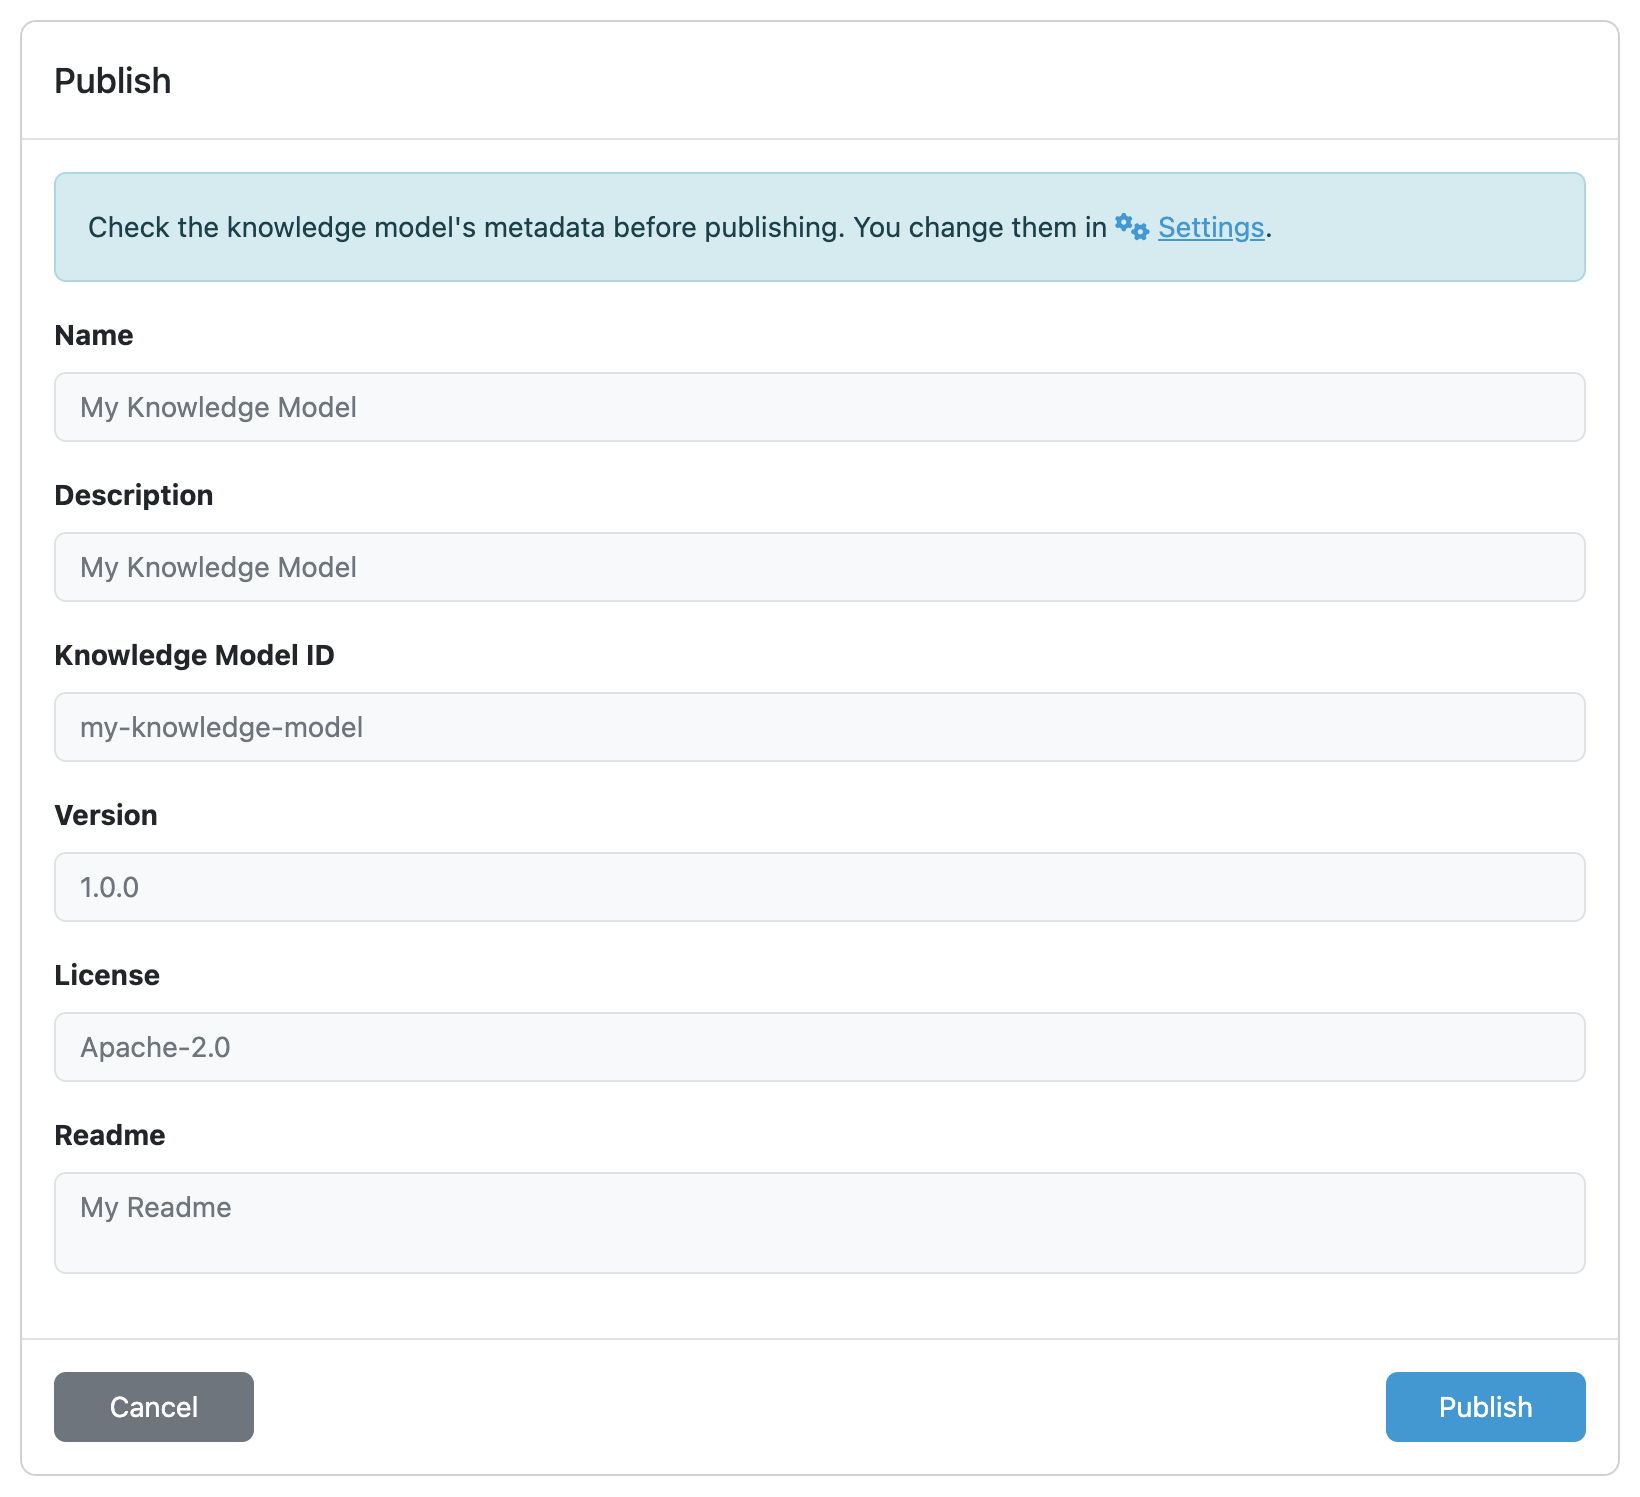 Publish
Check the knowledge model's metadata before publishing. You change them in Settings.
Name
My Knowledge Model
Description
My Knowledge Model
Knowledge Model ID
my-knowledge-model
Version
1.0.0
License
Apache-2.0
Readme
My Readme
Cancel
Publish